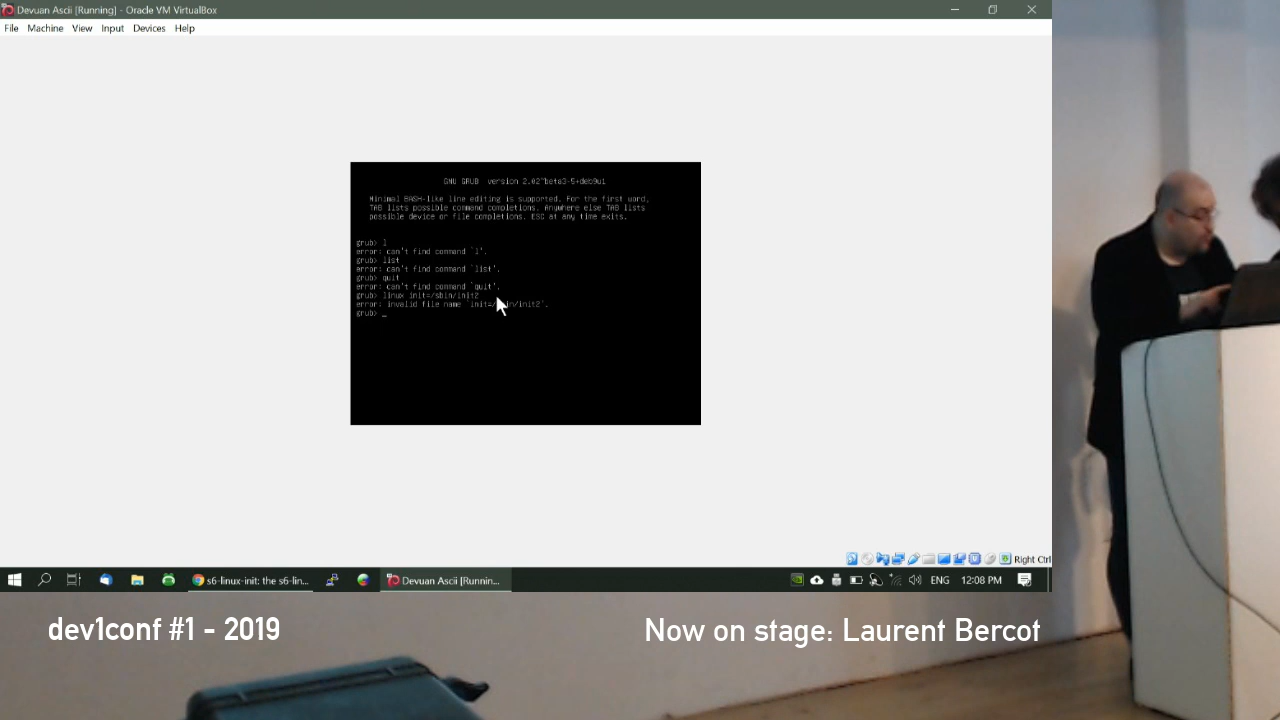 Devuan Ascii [Running] - Oracle VM VirtualBox
File Machine View Input Devices Help
GNU GRUB version 2.02~beta3-5+deb9u1
Minimal BASH-like line editing is supported. For the first word,
TAB lists possible command completions. Anywhere else TAB lists
possible device or file completions. ESC at any time exits.
grub> l
error: can't find command `l'.
grub> list
error: can't find command `list'.
grub> quit
error: can't find command `quit'.
grub> linux init=/sbin/init2
error: invalid file name `init=/ in/init2'.
grub> _
Right Ctrl
s6-linux-init: the s6-lin...
Devuan Ascii [Runnin...
ENG
12:08 PM
dev1conf #1 - 2019
Now on stage: Laurent Bercot